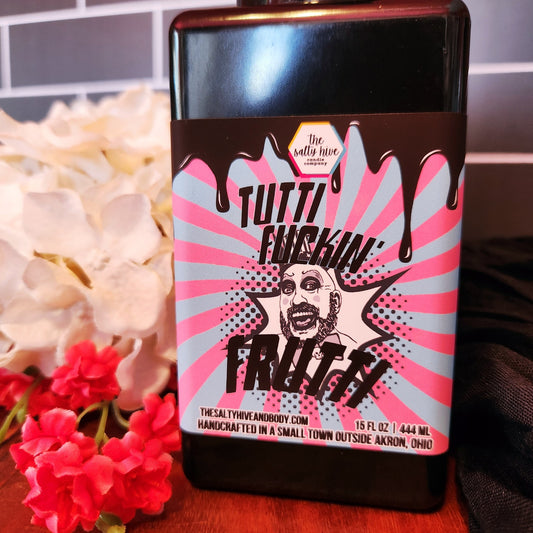 the
salty hive
candle
company
TUTTI
FUCKIN'
FRUTTI
THESALTYHIVEANDBODY.COM 15 FL OZ | 444 ML
HANDCRAFTED IN A SMALL TOWN OUTSIDE AKRON, OHIO